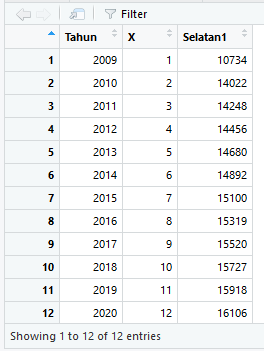 Filter
Tahun X Selatan1
1 2009 1 10734
2 2010 2 14022
3 2011 3 14248
4 2012 4 14456
5 2013 5 14680
6 2014 6 14892
7 2015 7 15100
8 2016 8 15319
9 2017 9 15520
10 2018 10 15727
11 2019 11 15918
12 2020 12 16106
Showing 1 to 12 of 12 entries